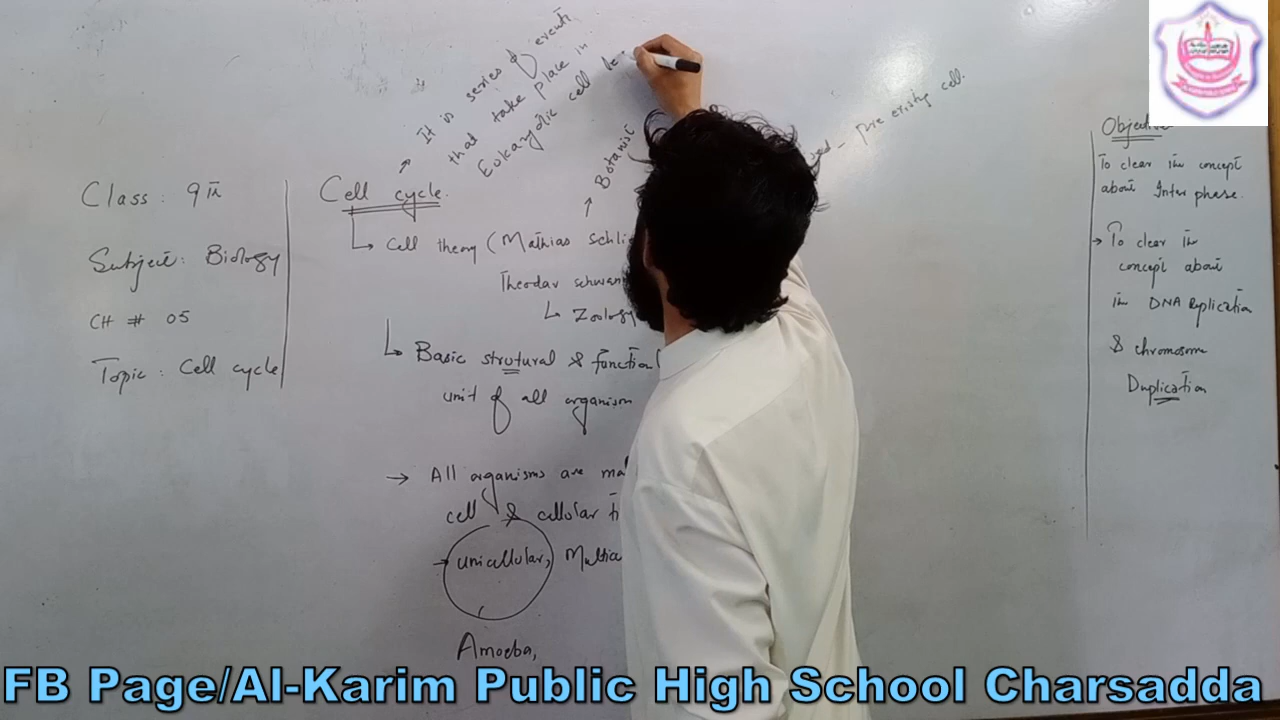 Class: 9th
Subject: Biology
CH # 05
Topic: Cell cycle
It is series of events
that take place in
Eukaryotic cell
Cell cycle.
Botanist
Pre existing cell.
Cell theory (Mathias Schli
Theodar schwan
Zoology
Basic strutural & function
unit of all organism
All organisms are ma
cell & cellular
unicellular,
Amoeba,
Objective
To clear the concept
about Inter phase.
To clear the
concept about
the DNA Replication
& chromosome
Duplication
FB Page/Al-Karim Public High School Charsadda